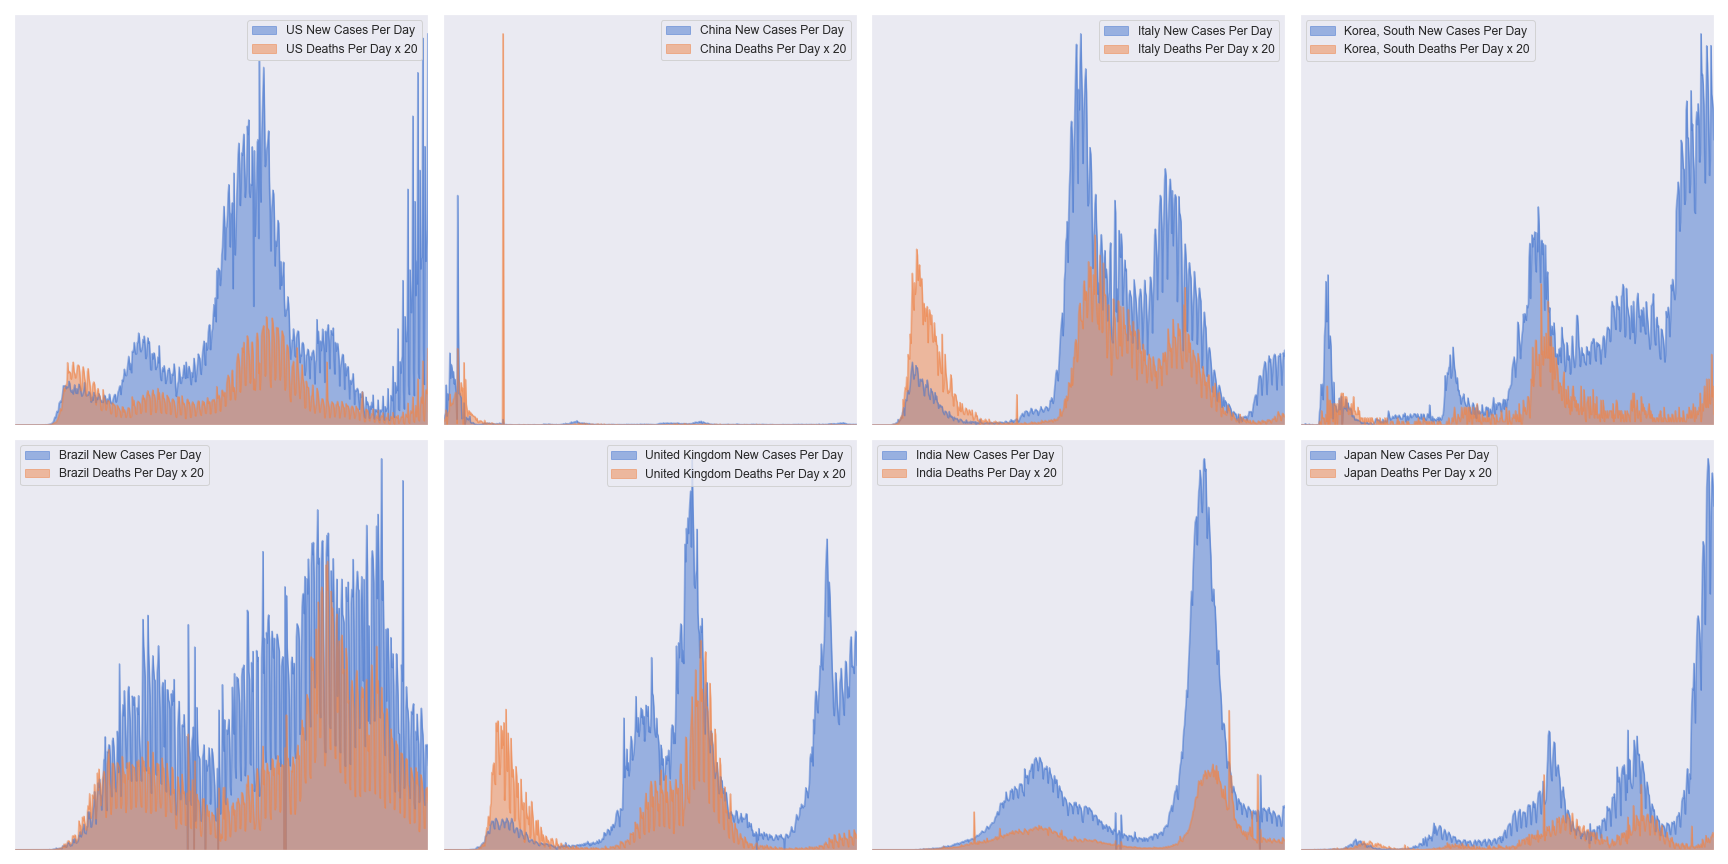 US New Cases Per Day
US Deaths Per Day x 20
China New Cases Per Day
China Deaths Per Day x 20
Italy New Cases Per Day
Italy Deaths Per Day x 20
Korea, South New Cases Per Day
Korea, South Deaths Per Day x 20
Brazil New Cases Per Day
Brazil Deaths Per Day x 20
United Kingdom New Cases Per Day
United Kingdom Deaths Per Day x 20
India New Cases Per Day
India Deaths Per Day x 20
Japan New Cases Per Day
Japan Deaths Per Day x 20